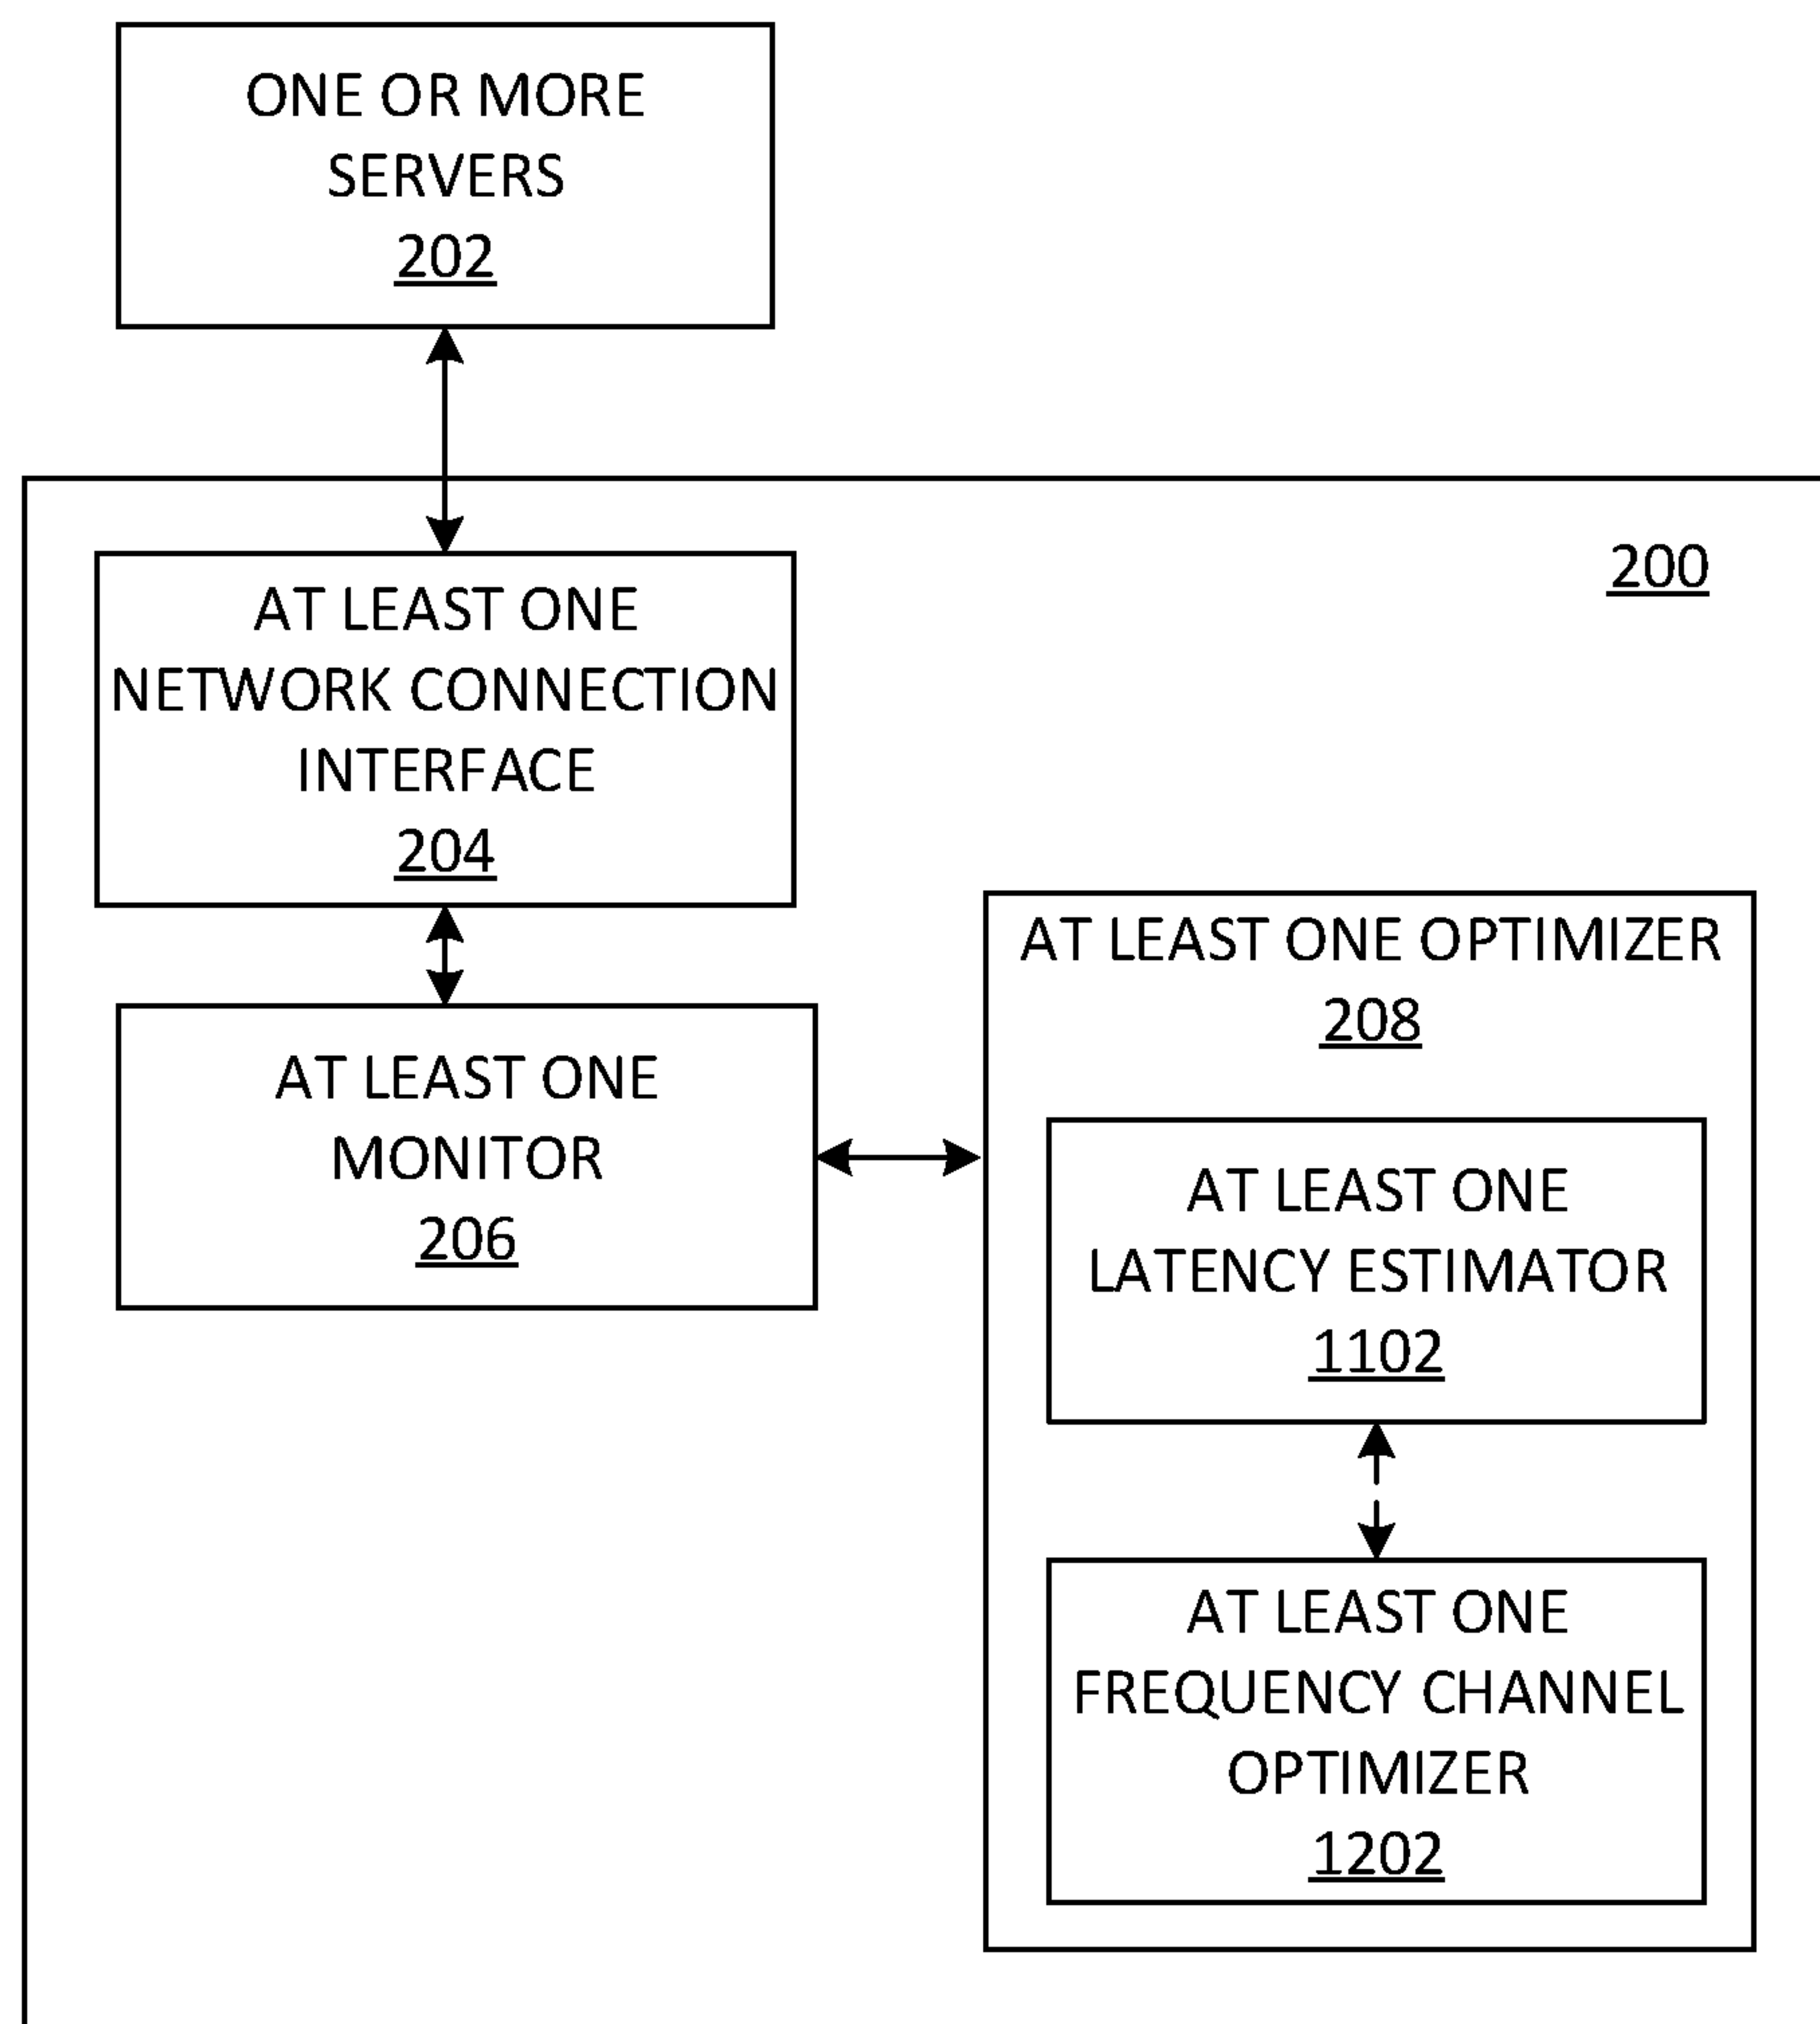 ONE OR MORE
SERVERS
202
200
AT LEAST ONE
NETWORK CONNECTION
INTERFACE
204
AT LEAST ONE
MONITOR
206
AT LEAST ONE OPTIMIZER
208
AT LEAST ONE
LATENCY ESTIMATOR
1102
AT LEAST ONE
FREQUENCY CHANNEL
OPTIMIZER
1202